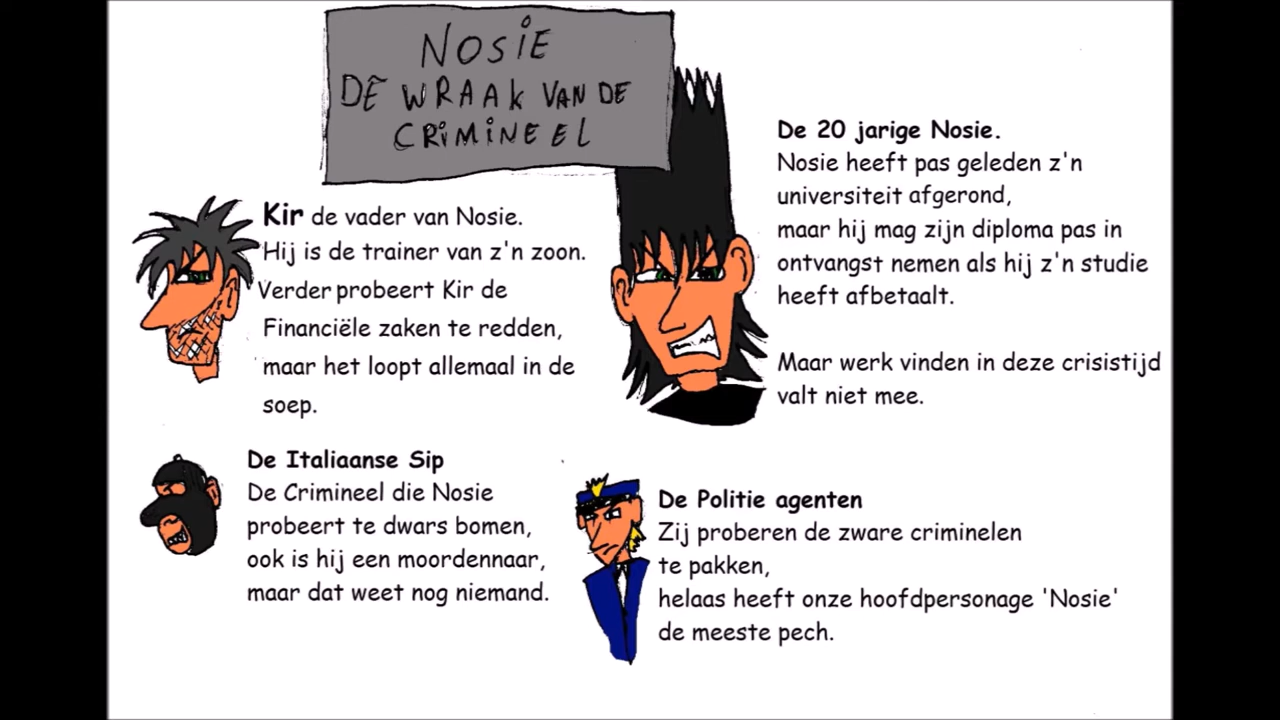 NOSIE
DE WRAAK VAN DE
CRIMINEEL
De 20 jarige Nosie.
Nosie heeft pas geleden z'n
universiteit afgerond,
maar hij mag zijn diploma pas in
ontvangst nemen als hij z'n studie
heeft afbetaalt.
Maar werk vinden in deze crisistijd
valt niet mee.
Kir de vader van Nosie.
Hij is de trainer van z'n zoon.
Verder probeert Kir de
Financiële zaken te redden,
maar het loopt allemaal in de
soep.
De Italiaanse Sip
De Crimineel die Nosie
probeert te dwars bomen,
ook is hij een moordennaar,
maar dat weet nog niemand.
De Politie agenten
Zij proberen de zware criminelen
te pakken,
helaas heeft onze hoofdpersonage 'Nosie'
de meeste pech.